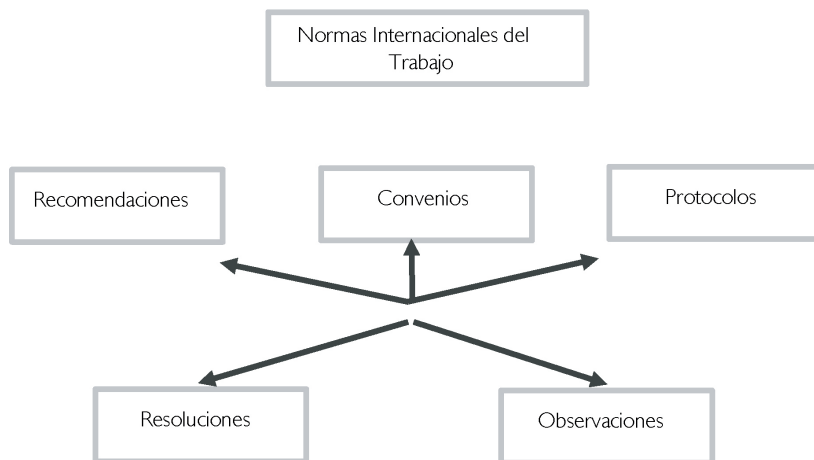 Normas Internacionales del
Trabajo
Recomendaciones
Convenios
Protocolos
Resoluciones
Observaciones